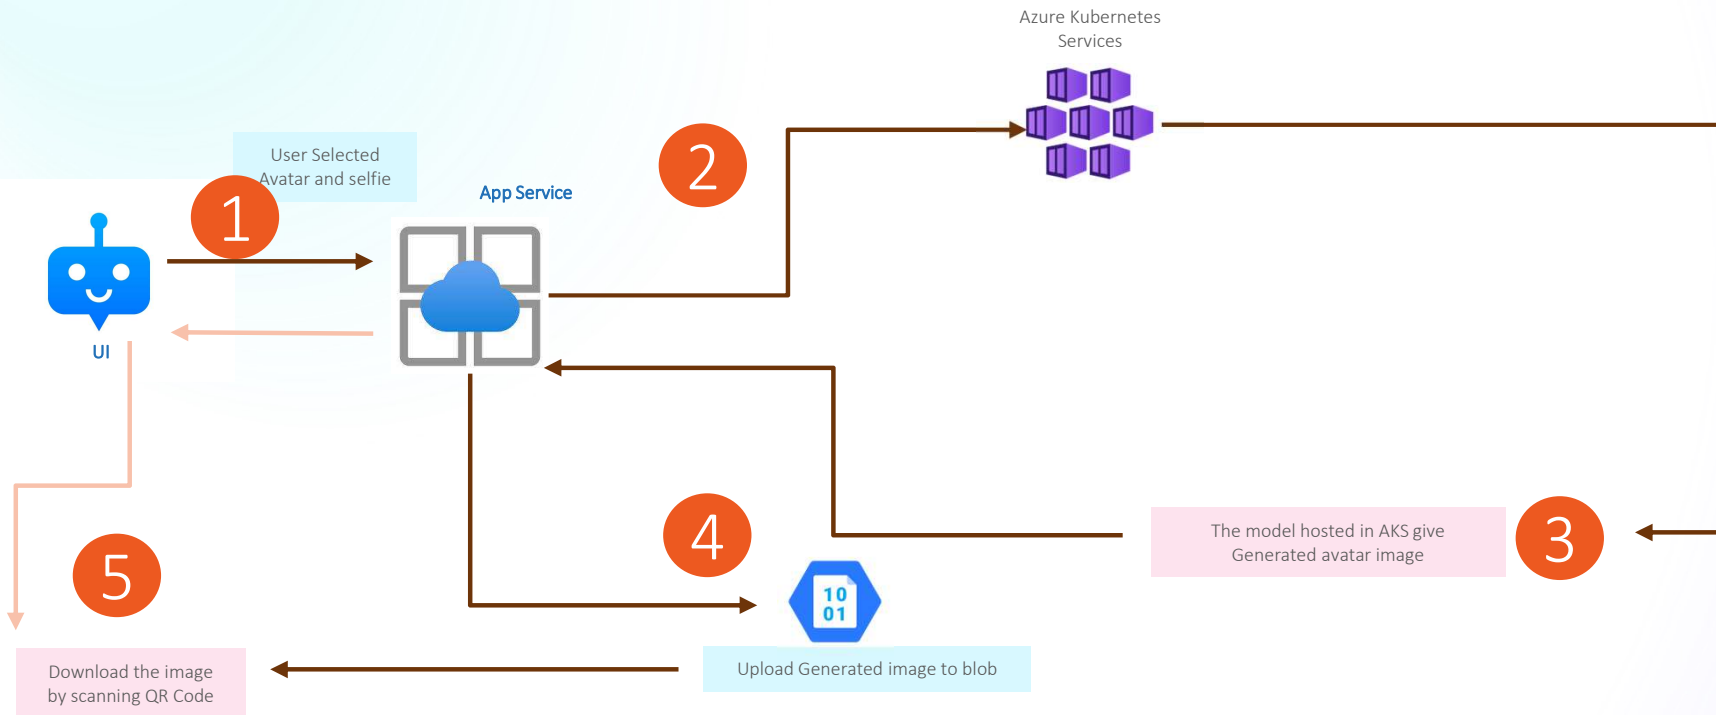 Azure Kubernetes
Services
User Selected
Avatar and selfie
1
2
App Service
UI
The model hosted in AKS give
Generated avatar image
3
4
5
10
01
Upload Generated image to blob
Download the image
by scanning QR Code